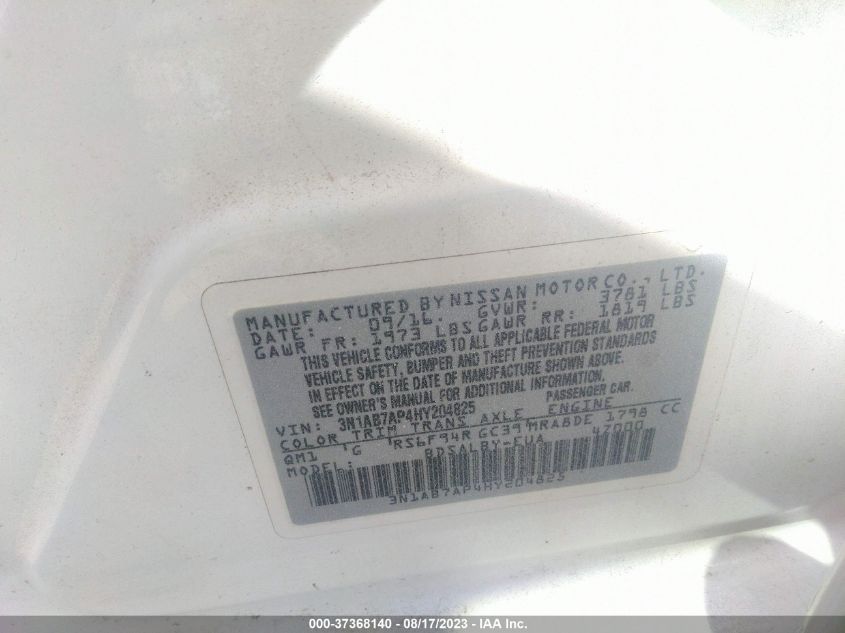 MANUFACTURED BY NISSAN MOTOR CO., LTD.
DATE: 09/16. GVWR: 3781 LBS
GAWR FR: 1973 LBS GAWR RR: 1819 LBS
THIS VEHICLE CONFORMS TO ALL APPLICABLE FEDERAL MOTOR
VEHICLE SAFETY, BUMPER AND THEFT PREVENTION STANDARDS
IN EFFECT ON THE DATE OF MANUFACTURE SHOWN ABOVE.
SEE OWNER'S MANUAL FOR ADDITIONAL INFORMATION.
VIN: 3N1AB7AP4HY204825 PASSENGER CAR.
COLOR TRIM TRANS AXLE ENGINE
QM1 'G 'RS6F94R GC39'MRA8DE 1798 CC
MODEL: BDSALBY-EUA 47000
3N1AB7AP4HY204825
000-37368140 - 08/17/2023 - IAA Inc.